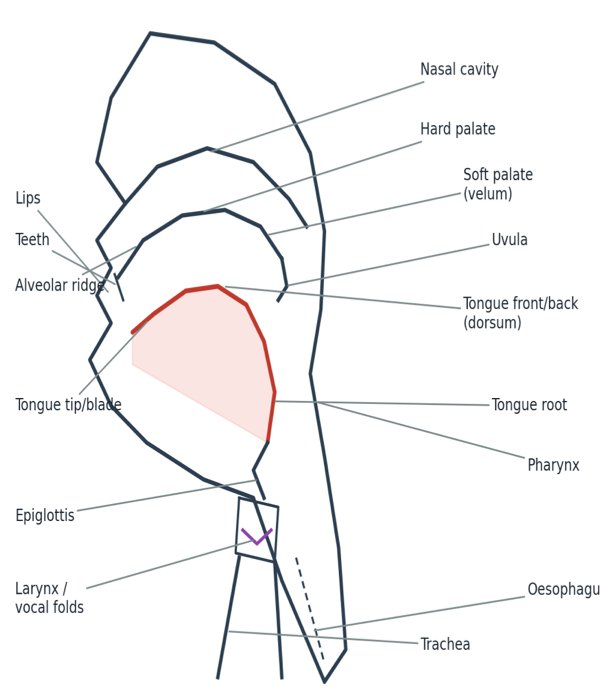 Nasal cavity
Hard palate
Soft palate
(velum)
Lips
Teeth
Uvula
Alveolar ridge
Tongue front/back
(dorsum)
Tongue tip/blade
Tongue root
Pharynx
Epiglottis
Larynx /
vocal folds
Oesophagu
Trachea